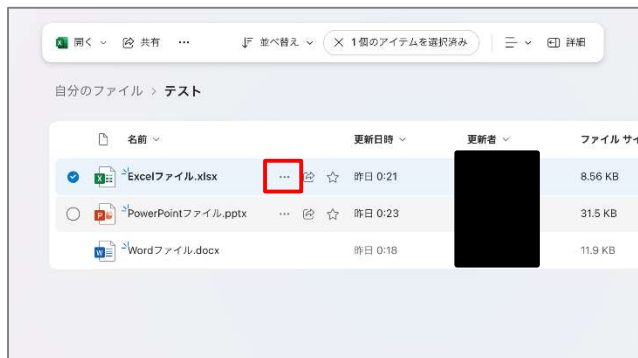 開く 共有 … 並べ替え 1 個のアイテムを選択済み 詳細
自分のファイル > テスト
名前 更新日時 更新者 ファイル サイ
Excelファイル.xlsx … 昨日 0:21 8.56 KB
PowerPointファイル.pptx … 昨日 0:23 31.5 KB
Wordファイル.docx 昨日 0:18 11.9 KB